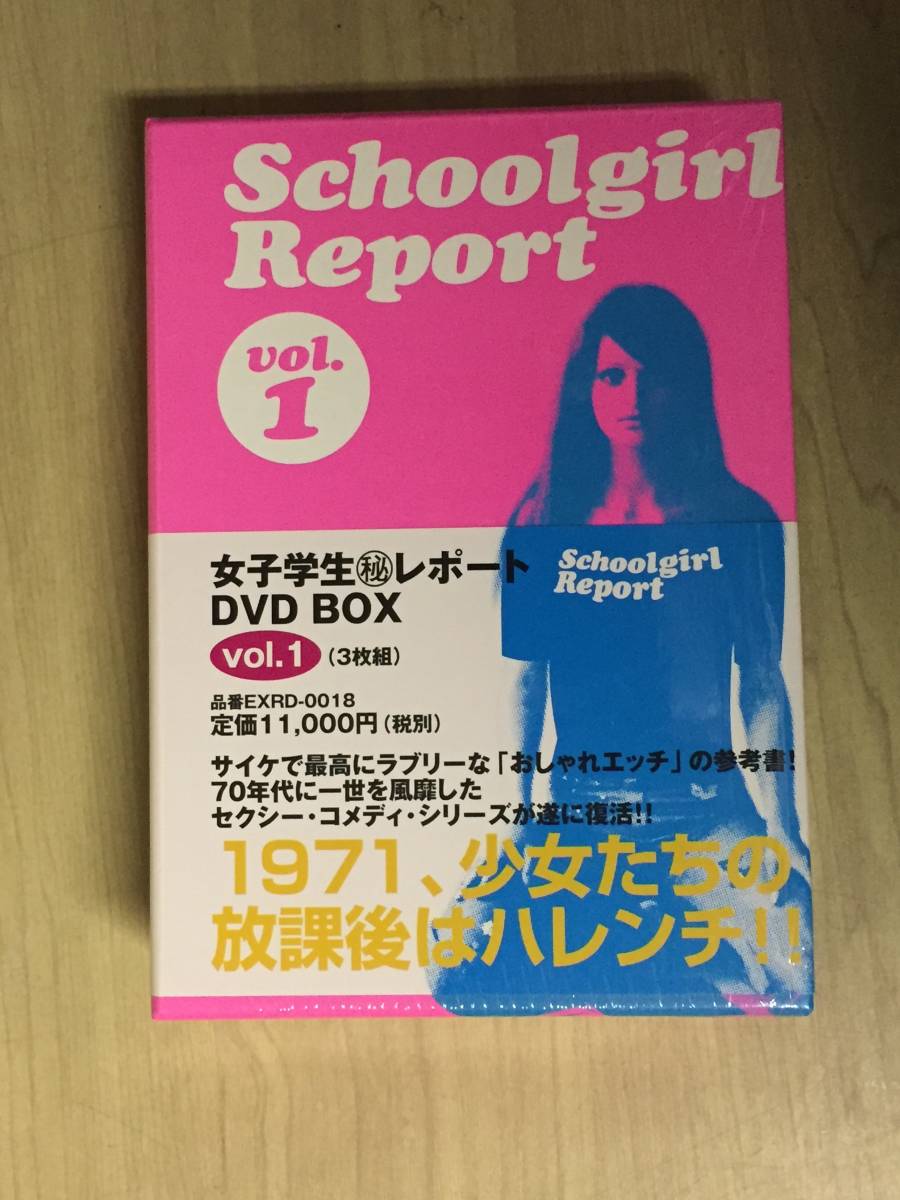 Schoolgirl
Report
vol.
1
女子学生㊙レポート
DVD BOX
vol.1（3枚組）
品番EXRD-0018
定価11,000円（税別）
Schoolgirl
Report
サイケで最高にラブリーな「おしゃれエッチ」の参考書！
70年代に一世を風靡した
セクシー・コメディ・シリーズが遂に復活!!
1971、少女たちの
放課後はハレンチ!!